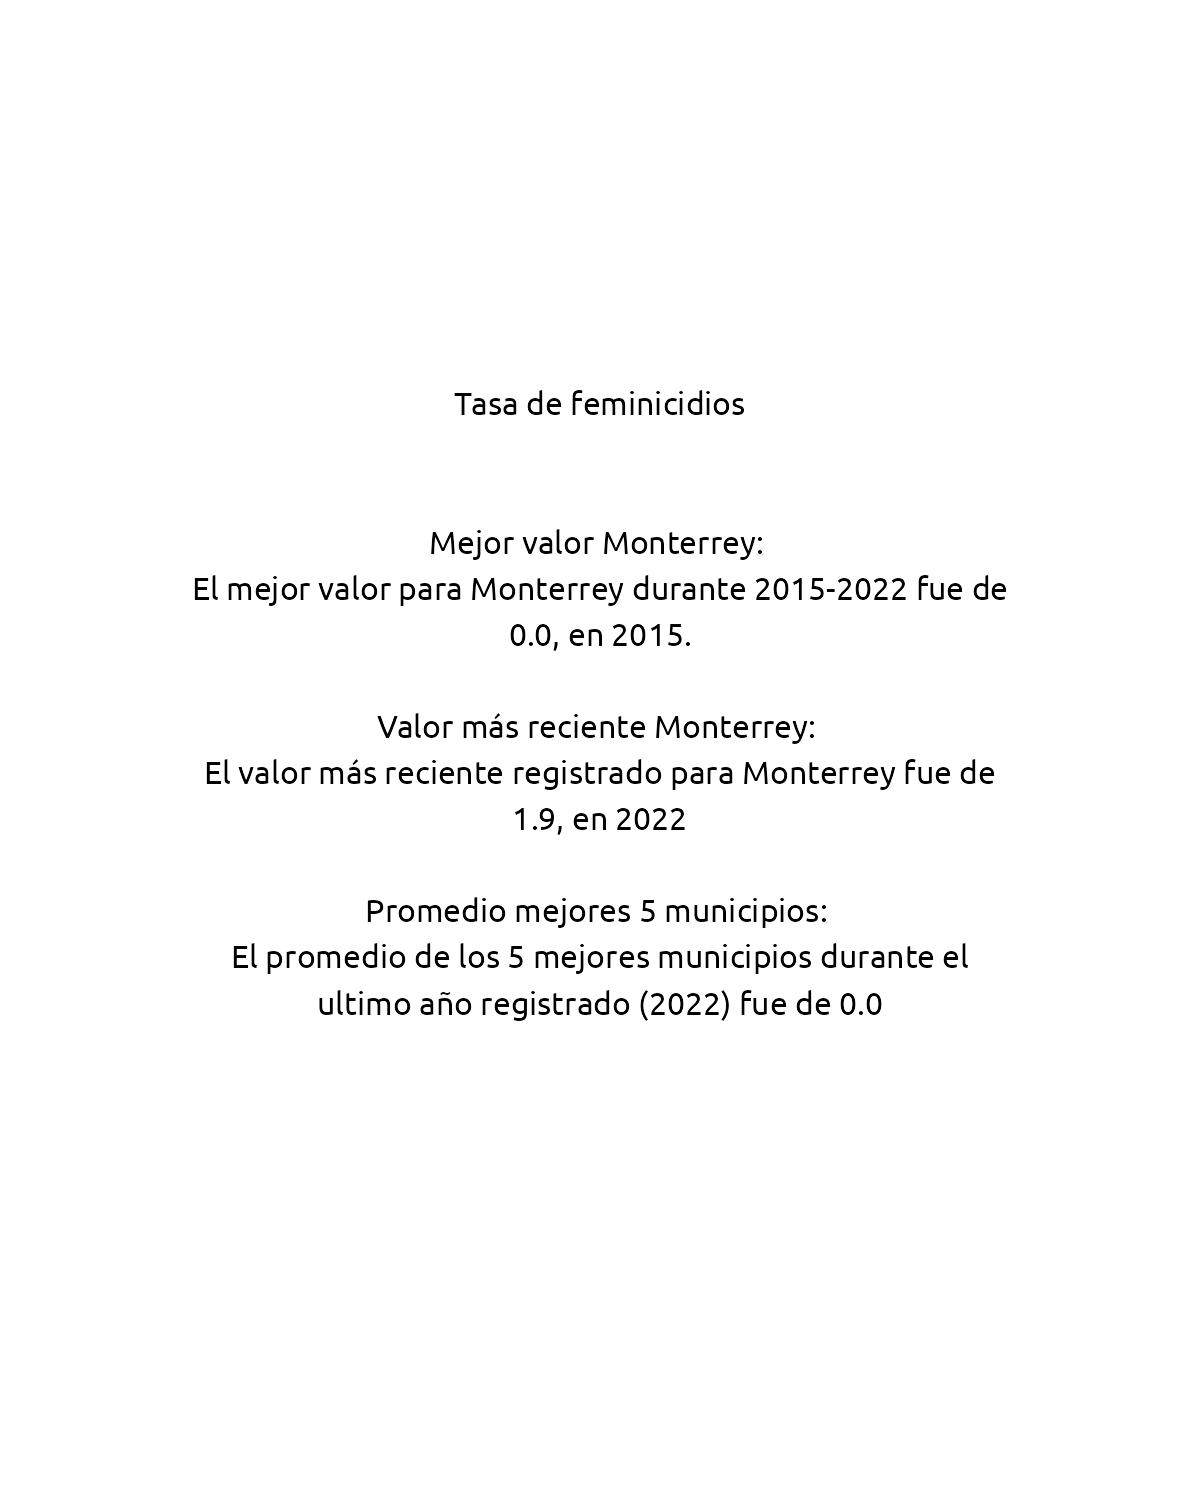 Tasa de feminicidios
Mejor valor Monterrey:
El mejor valor para Monterrey durante 2015-2022 fue de
0.0, en 2015.
Valor más reciente Monterrey:
El valor más reciente registrado para Monterrey fue de
1.9, en 2022
Promedio mejores 5 municipios:
El promedio de los 5 mejores municipios durante el
ultimo año registrado (2022) fue de 0.0